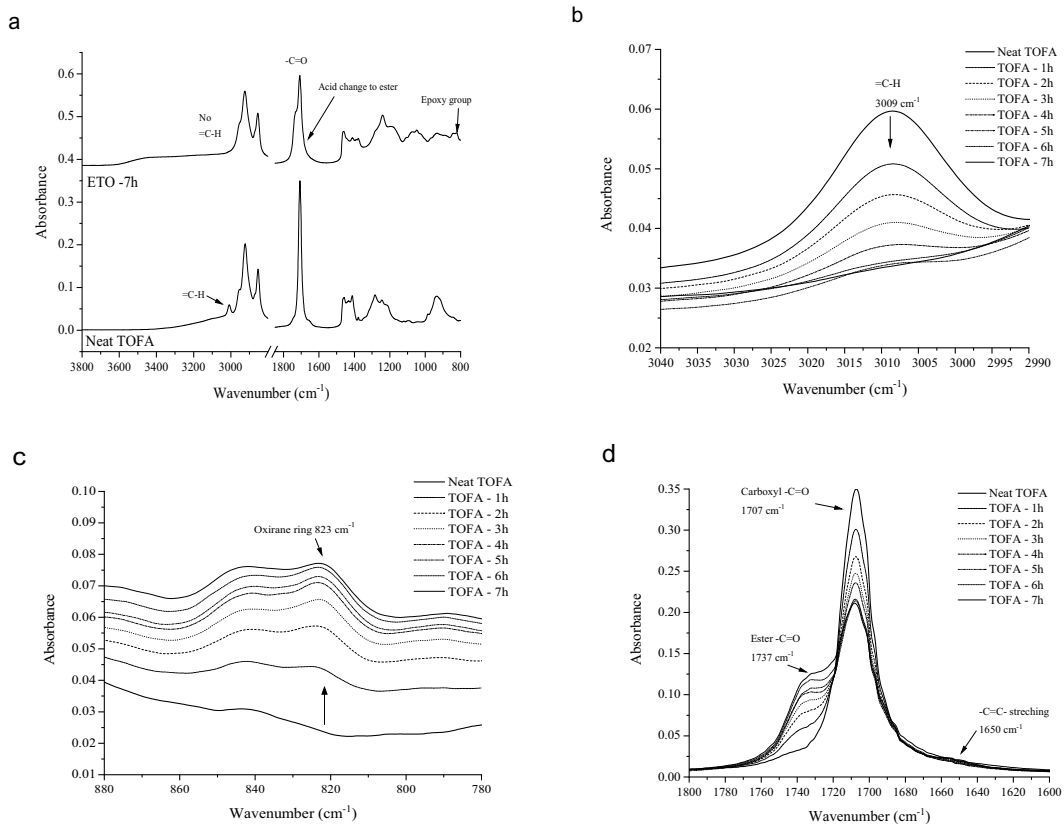 a
-C=O
No
=C-H
Acid change to ester
Epoxy group
ETO -7h
=C-H
Neat TOFA
0.6
0.5
0.4
0.3
0.2
0.1
0.0
Absorbance
3800 3400 3000 1800 1600 1400 1200 1000 800
Wavenumber (cm-1)
b
Neat TOFA
TOFA - 1h
TOFA - 2h
TOFA - 3h
TOFA - 4h
TOFA - 5h
TOFA - 6h
TOFA - 7h
=C-H
3009 cm-1
0.07
0.06
0.05
0.04
0.03
0.02
Absorbance
3040 3035 3030 3025 3020 3015 3010 3005 3000 2995 2990
Wavenumber (cm-1)
c
Neat TOFA
TOFA - 1h
TOFA - 2h
TOFA - 3h
TOFA - 4h
TOFA - 5h
TOFA - 6h
TOFA - 7h
Oxirane ring 823 cm-1
0.10
0.09
0.08
0.07
0.06
0.05
0.04
0.03
0.02
0.01
Absorbance
880 860 840 820 800 780
Wavenumber (cm-1)
d
Neat TOFA
TOFA - 1h
TOFA - 2h
TOFA - 3h
TOFA - 4h
TOFA - 5h
TOFA - 6h
TOFA - 7h
Carboxyl -C=O
1707 cm-1
Ester -C=O
1737 cm-1
-C=C- streching
1650 cm-1
0.35
0.30
0.25
0.20
0.15
0.10
0.05
0.00
Absorbance
1800 1780 1760 1740 1720 1700 1680 1660 1640 1620 1600
Wavenumber (cm-1)